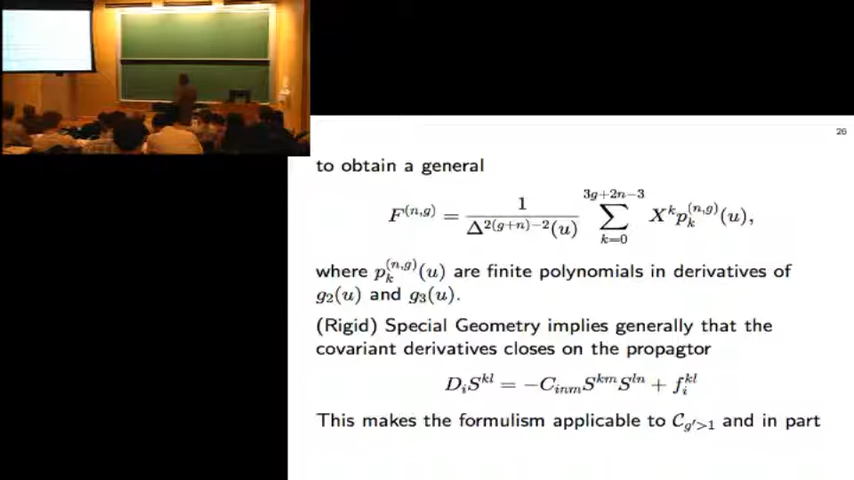 26
to obtain a general
F^{(n,g)} = \frac{1}{\Delta^{2(g+n)-2}(u)} \sum_{k=0}^{3g+2n-3} X^k p_k^{(n,g)}(u),
where p_k^{(n,g)}(u) are finite polynomials in derivatives of
g_2(u) and g_3(u).
(Rigid) Special Geometry implies generally that the
covariant derivatives closes on the propagtor
D_i S^{kl} = -C_{inm} S^{km} S^{ln} + f_i^{kl}
This makes the formulism applicable to \mathcal{C}_{g'>1} and in part